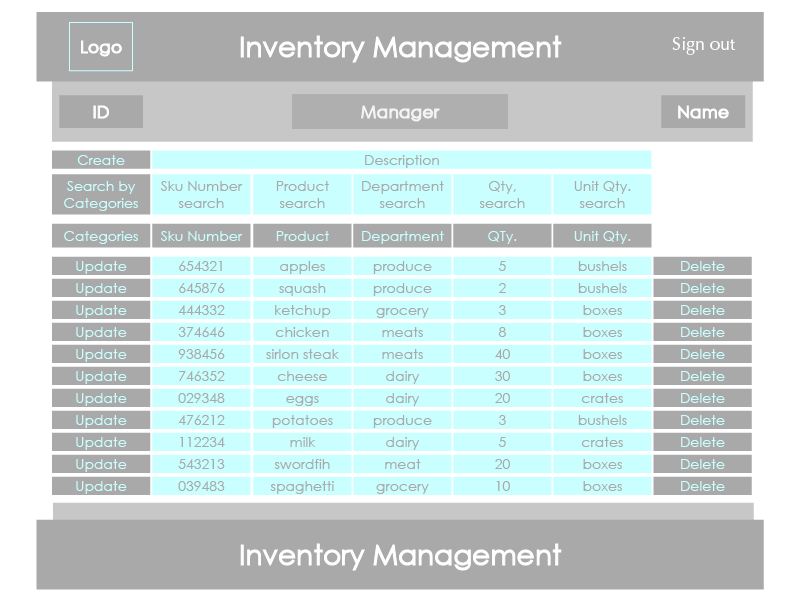 Logo
Inventory Management
Sign out
ID
Manager
Name
Create Description
Search by Categories Sku Number search Product search Department search Qty, search Unit Qty. search
Categories Sku Number Product Department QTy. Unit Qty.
Update 654321 apples produce 5 bushels Delete
Update 645876 squash produce 2 bushels Delete
Update 444332 ketchup grocery 3 boxes Delete
Update 374646 chicken meats 8 boxes Delete
Update 938456 sirlon steak meats 40 boxes Delete
Update 746352 cheese dairy 30 boxes Delete
Update 029348 eggs dairy 20 crates Delete
Update 476212 potatoes produce 3 bushels Delete
Update 112234 milk dairy 5 crates Delete
Update 543213 swordfih meat 20 boxes Delete
Update 039483 spaghetti grocery 10 boxes Delete
Inventory Management